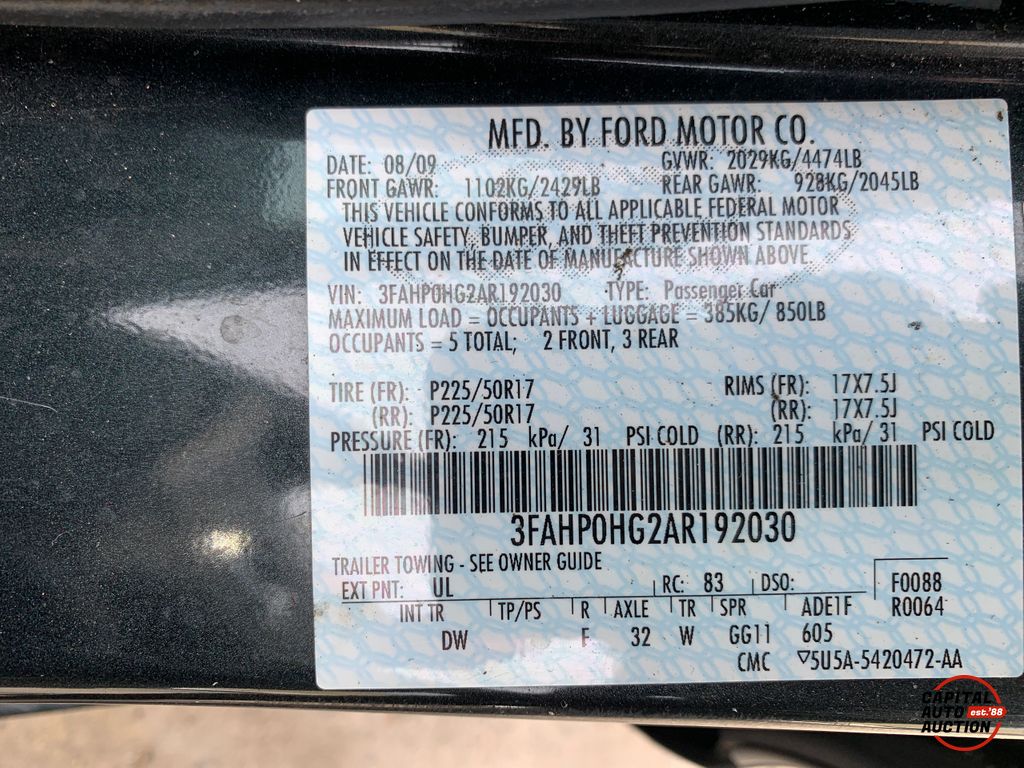 MFD. BY FORD MOTOR CO.
DATE: 08/09 GVWR: 2029KG/4474LB
FRONT GAWR: 1102KG/2429LB REAR GAWR: 928KG/2045LB
THIS VEHICLE CONFORMS TO ALL APPLICABLE FEDERAL MOTOR
VEHICLE SAFETY, BUMPER, AND THEFT PREVENTION STANDARDS
IN EFFECT ON THE DATE OF MANUFACTURE SHOWN ABOVE.
VIN: 3FAHP0HG2AR192030 TYPE: Passenger Car
MAXIMUM LOAD = OCCUPANTS + LUGGAGE = 385KG/ 850LB
OCCUPANTS = 5 TOTAL; 2 FRONT, 3 REAR
TIRE (FR): P225/50R17 RIMS (FR): 17X7.5J
(RR): P225/50R17 (RR): 17X7.5J
PRESSURE (FR): 215 kPa/ 31 PSI COLD (RR): 215 kPa/ 31 PSI COLD
3FAHP0HG2AR192030
TRAILER TOWING - SEE OWNER GUIDE
EXT PNT: UL RC: 83 DSO: F0088
INT TR TP/PS R AXLE TR SPR ADE1F R0064
DW F 32 W GG11 605
CMC ▽5U5A-5420472-AA
CAPITAL
AUTO est.'88
AUCTION